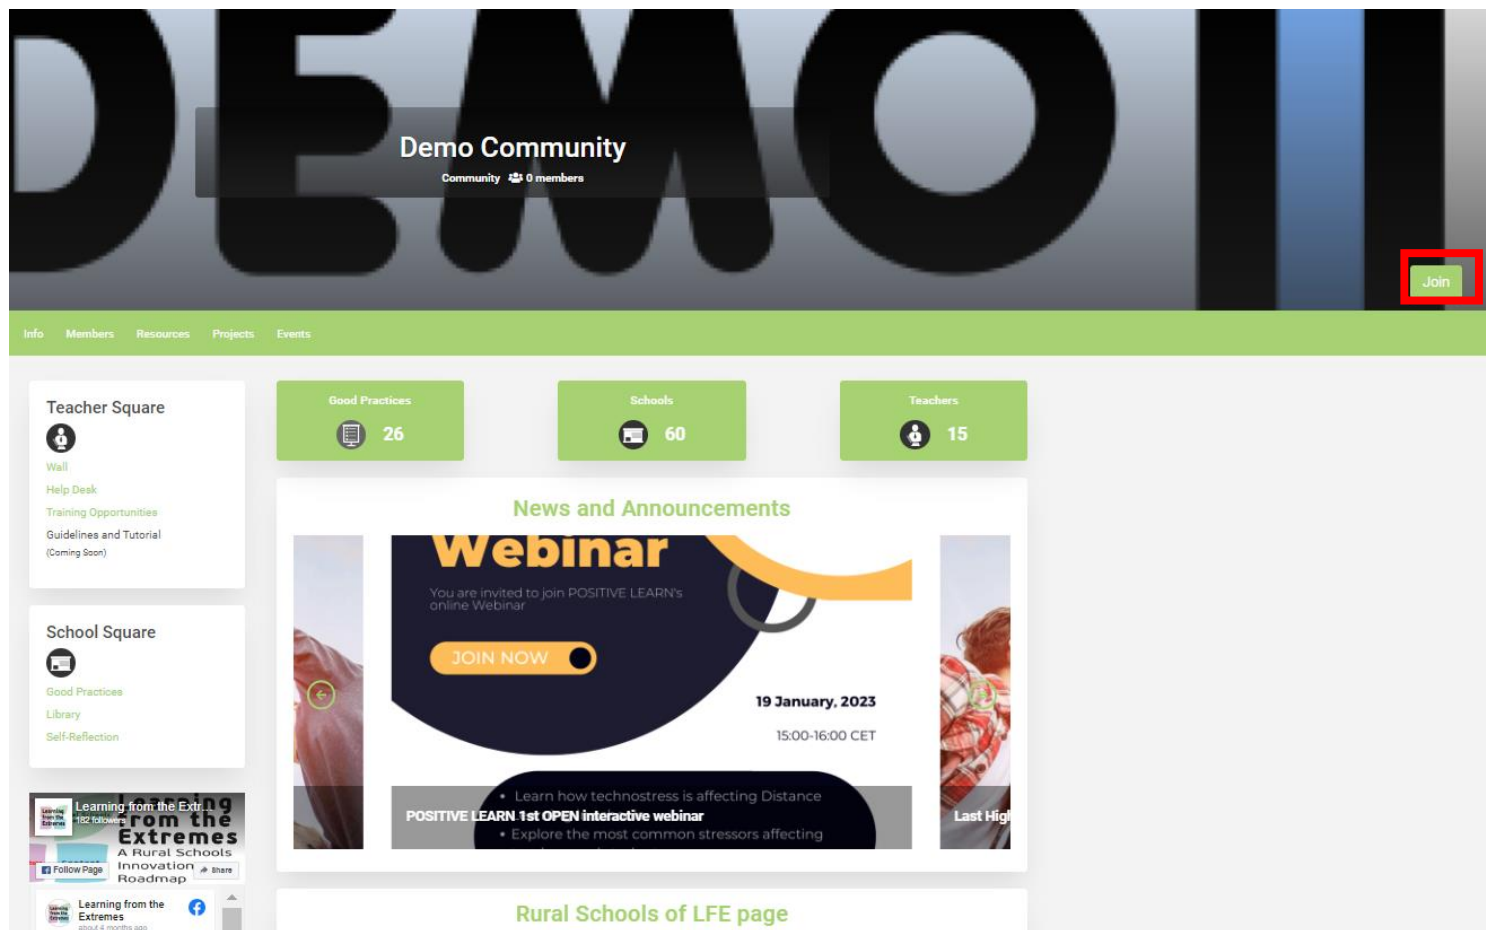 DEMO
Demo Community
Community 0 members
Join
Info Members Resources Projects Events
Teacher Square
Wall
Help Desk
Training Opportunities
Guidelines and Tutorial
(Coming Soon)
School Square
Good Practices
Library
Self-Reflection
Learning from the Extr...
182 followers
Learning
from the
Extremes
A Rural Schools
Innovation
Roadmap
Follow Page Share
Learning from the
Extremes
about 4 months ago
Good Practices
26
Schools
60
Teachers
15
News and Announcements
Webinar
You are invited to join POSITIVE LEARN's
online Webinar
JOIN NOW
19 January, 2023
15:00-16:00 CET
• Learn how technostress is affecting Distance
POSITIVE LEARN 1st OPEN interactive webinar
• Explore the most common stressors affecting
Last High
Rural Schools of LFE page